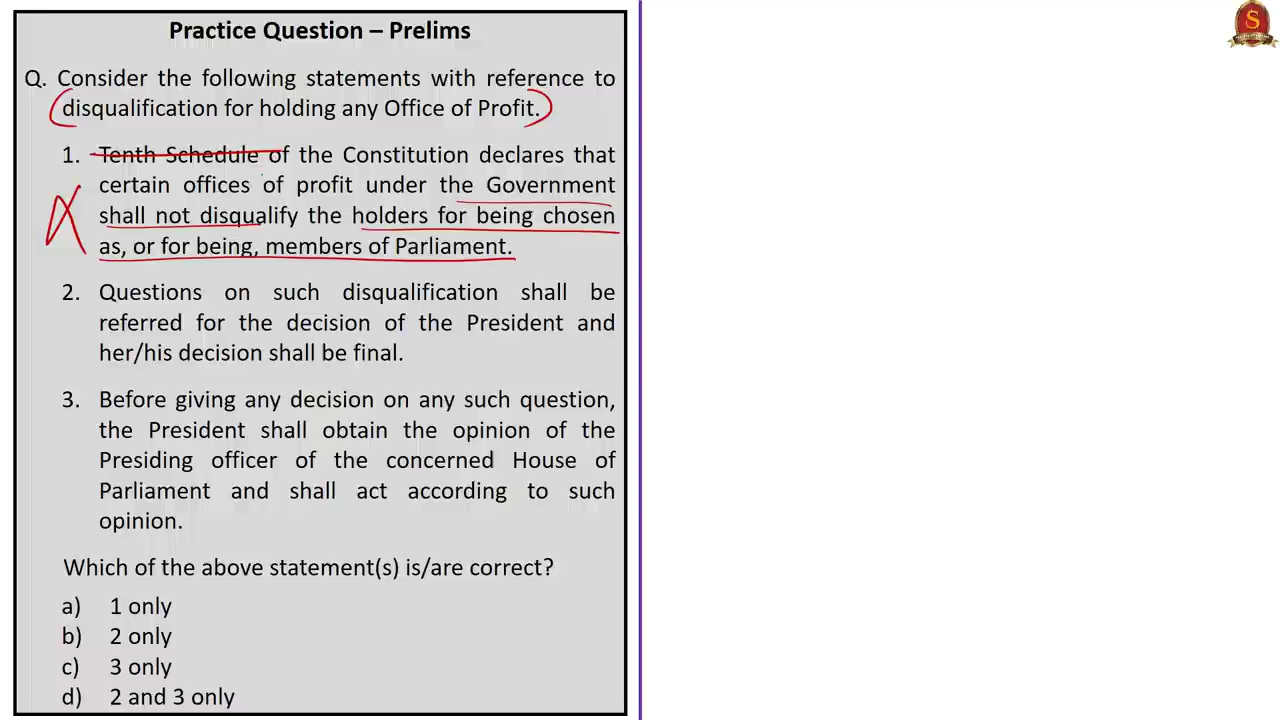 Practice Question – Prelims
Q. Consider the following statements with reference to
disqualification for holding any Office of Profit.
1. Tenth Schedule of the Constitution declares that
certain offices of profit under the Government
shall not disqualify the holders for being chosen
as, or for being, members of Parliament.
2. Questions on such disqualification shall be
referred for the decision of the President and
her/his decision shall be final.
3. Before giving any decision on any such question,
the President shall obtain the opinion of the
Presiding officer of the concerned House of
Parliament and shall act according to such
opinion.
Which of the above statement(s) is/are correct?
a) 1 only
b) 2 only
c) 3 only
d) 2 and 3 only
S